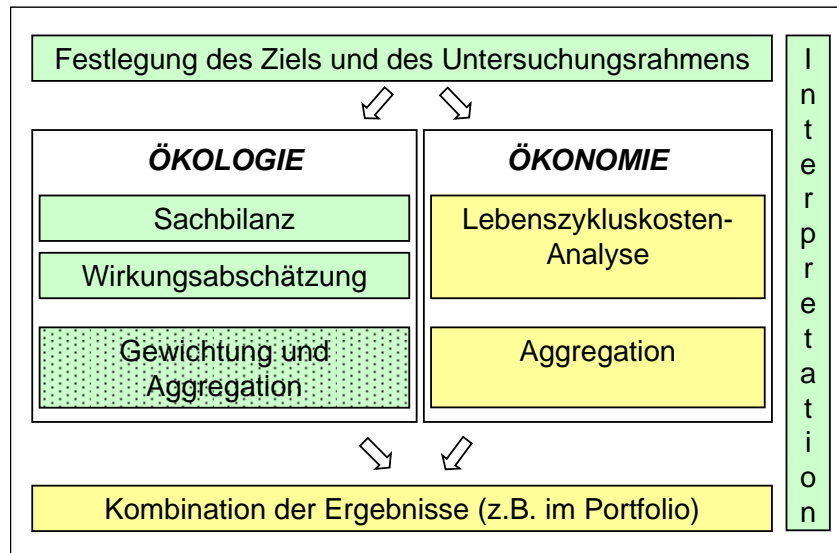 Festlegung des Ziels und des Untersuchungsrahmens
ÖKOLOGIE
Sachbilanz
Wirkungsabschätzung
Gewichtung und
Aggregation
ÖKONOMIE
Lebenszykluskosten-
Analyse
Aggregation
Kombination der Ergebnisse (z.B. im Portfolio)
Interpretation